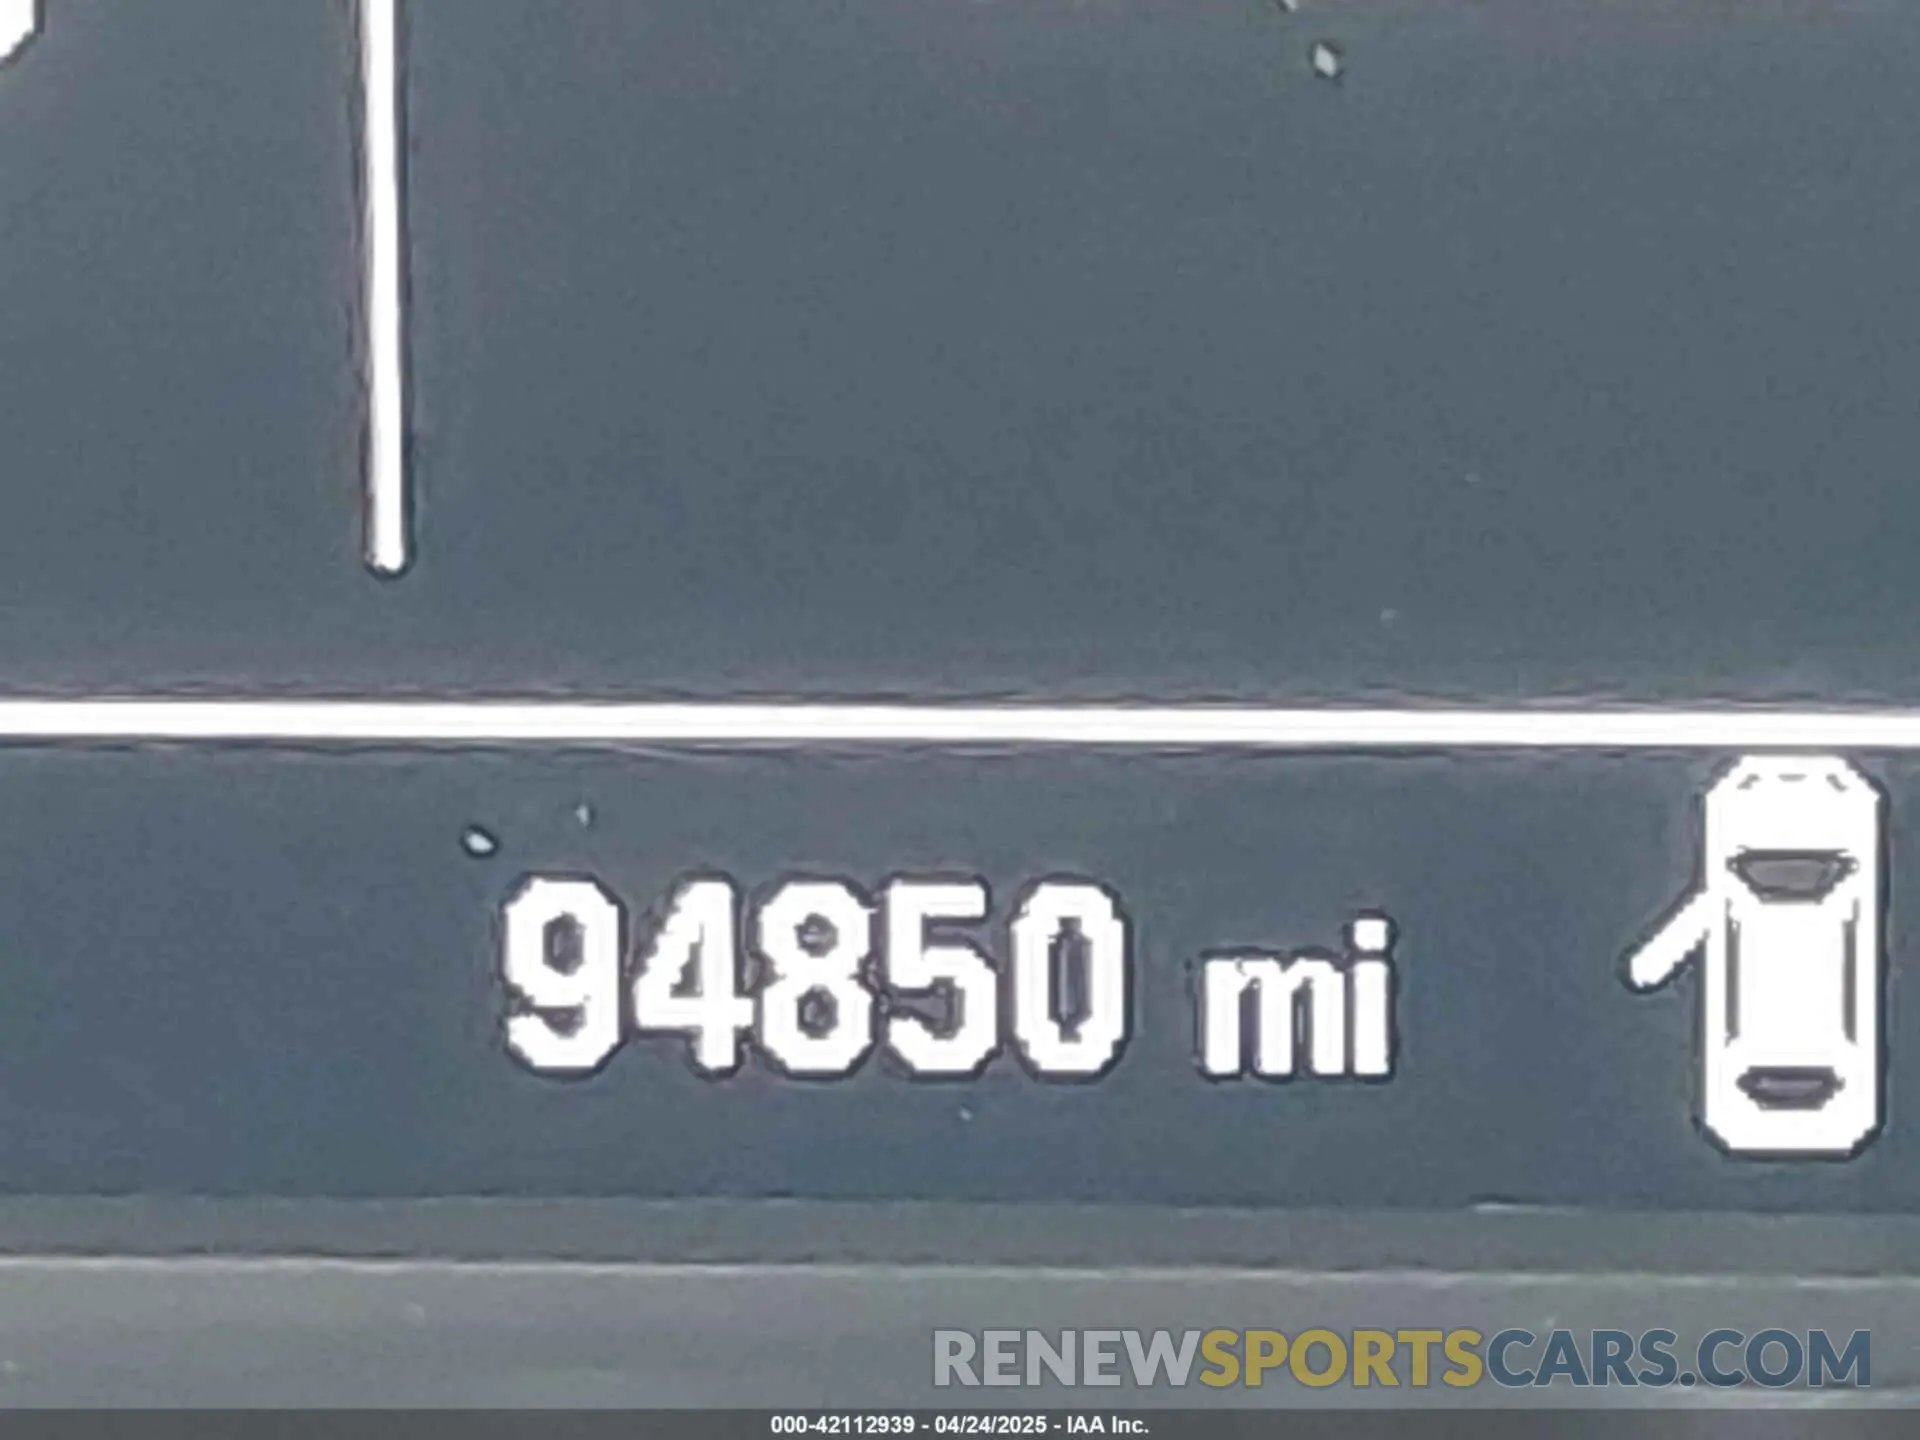 94850 mi
RENEWSPORTSCARS.COM
000-42112939 - 04/24/2025 - IAA Inc.